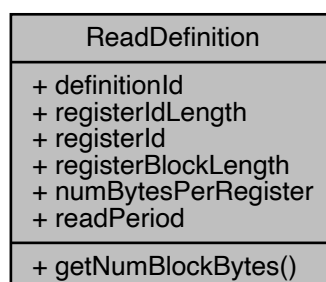 ReadDefinition
+ definitionId
+ registerIdLength
+ registerId
+ registerBlockLength
+ numBytesPerRegister
+ readPeriod
+ getNumBlockBytes()